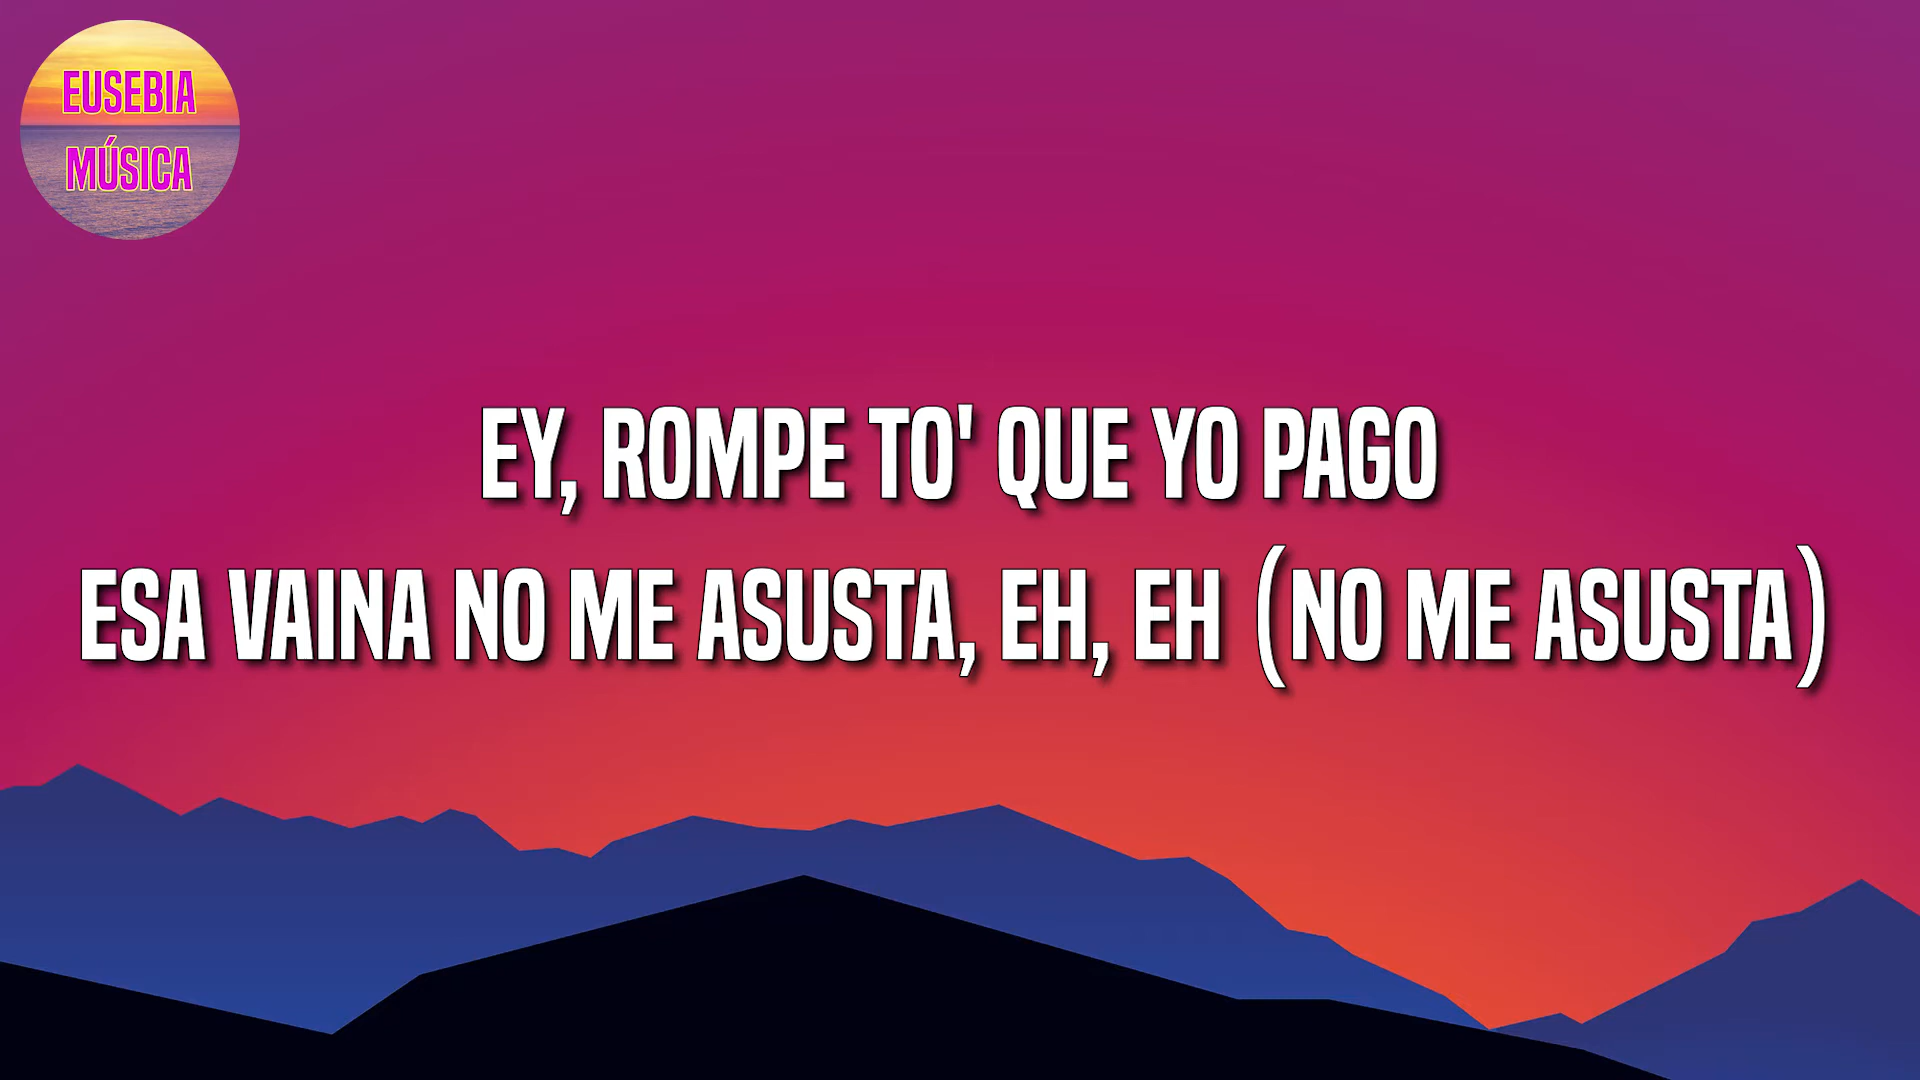 EUSEBIA
MÚSICA
EY, ROMPE TO' QUE YO PAGO
ESA VAINA NO ME ASUSTA, EH, EH (NO ME ASUSTA)